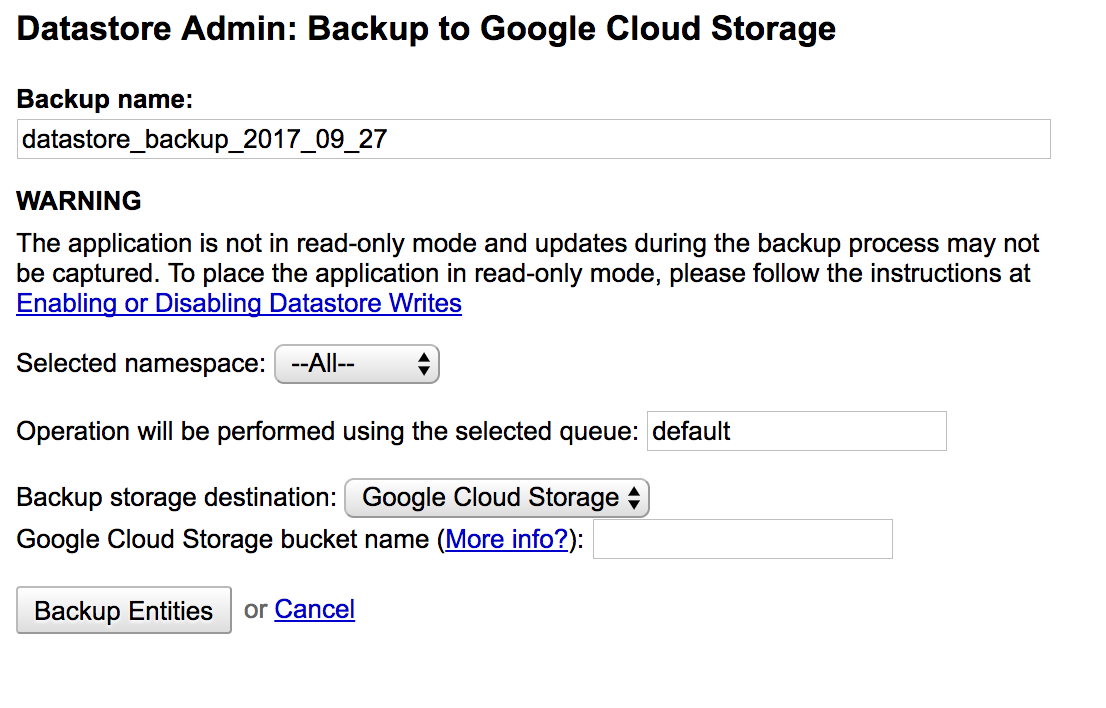 Datastore Admin: Backup to Google Cloud Storage
Backup name:
datastore_backup_2017_09_27
WARNING
The application is not in read-only mode and updates during the backup process may not
be captured. To place the application in read-only mode, please follow the instructions at
Enabling or Disabling Datastore Writes
Selected namespace: --All--
Operation will be performed using the selected queue: default
Backup storage destination: Google Cloud Storage
Google Cloud Storage bucket name (More info?):
Backup Entities or Cancel